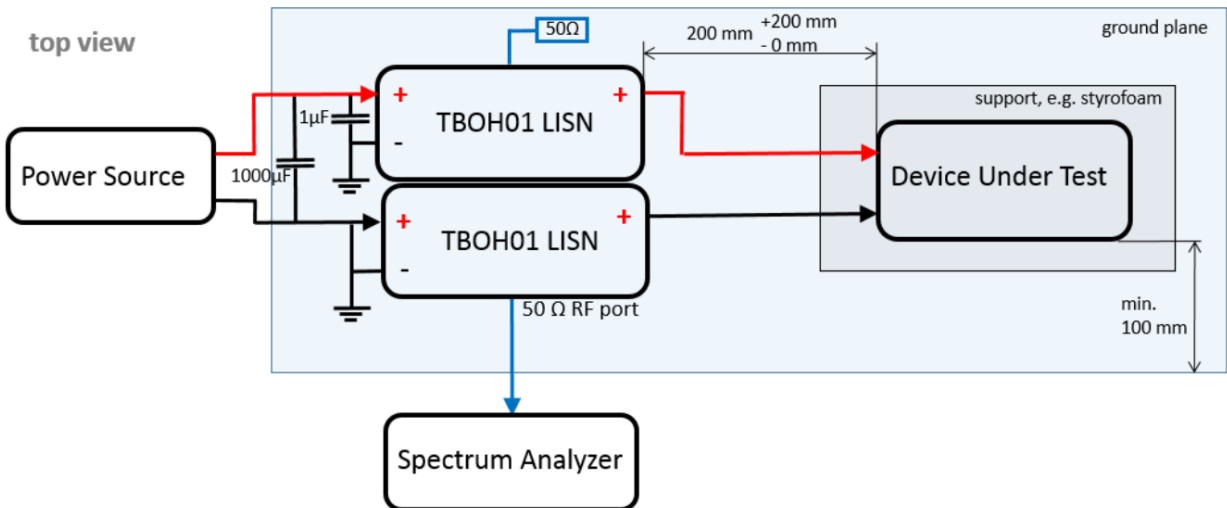 top view
50Ω
200 mm +200 mm
- 0 mm
ground plane
support, e.g. styrofoam
+
+
1µF
TBOH01 LISN
-
Power Source
1000µF
Device Under Test
+
+
TBOH01 LISN
-
50 Ω RF port
min.
100 mm
Spectrum Analyzer